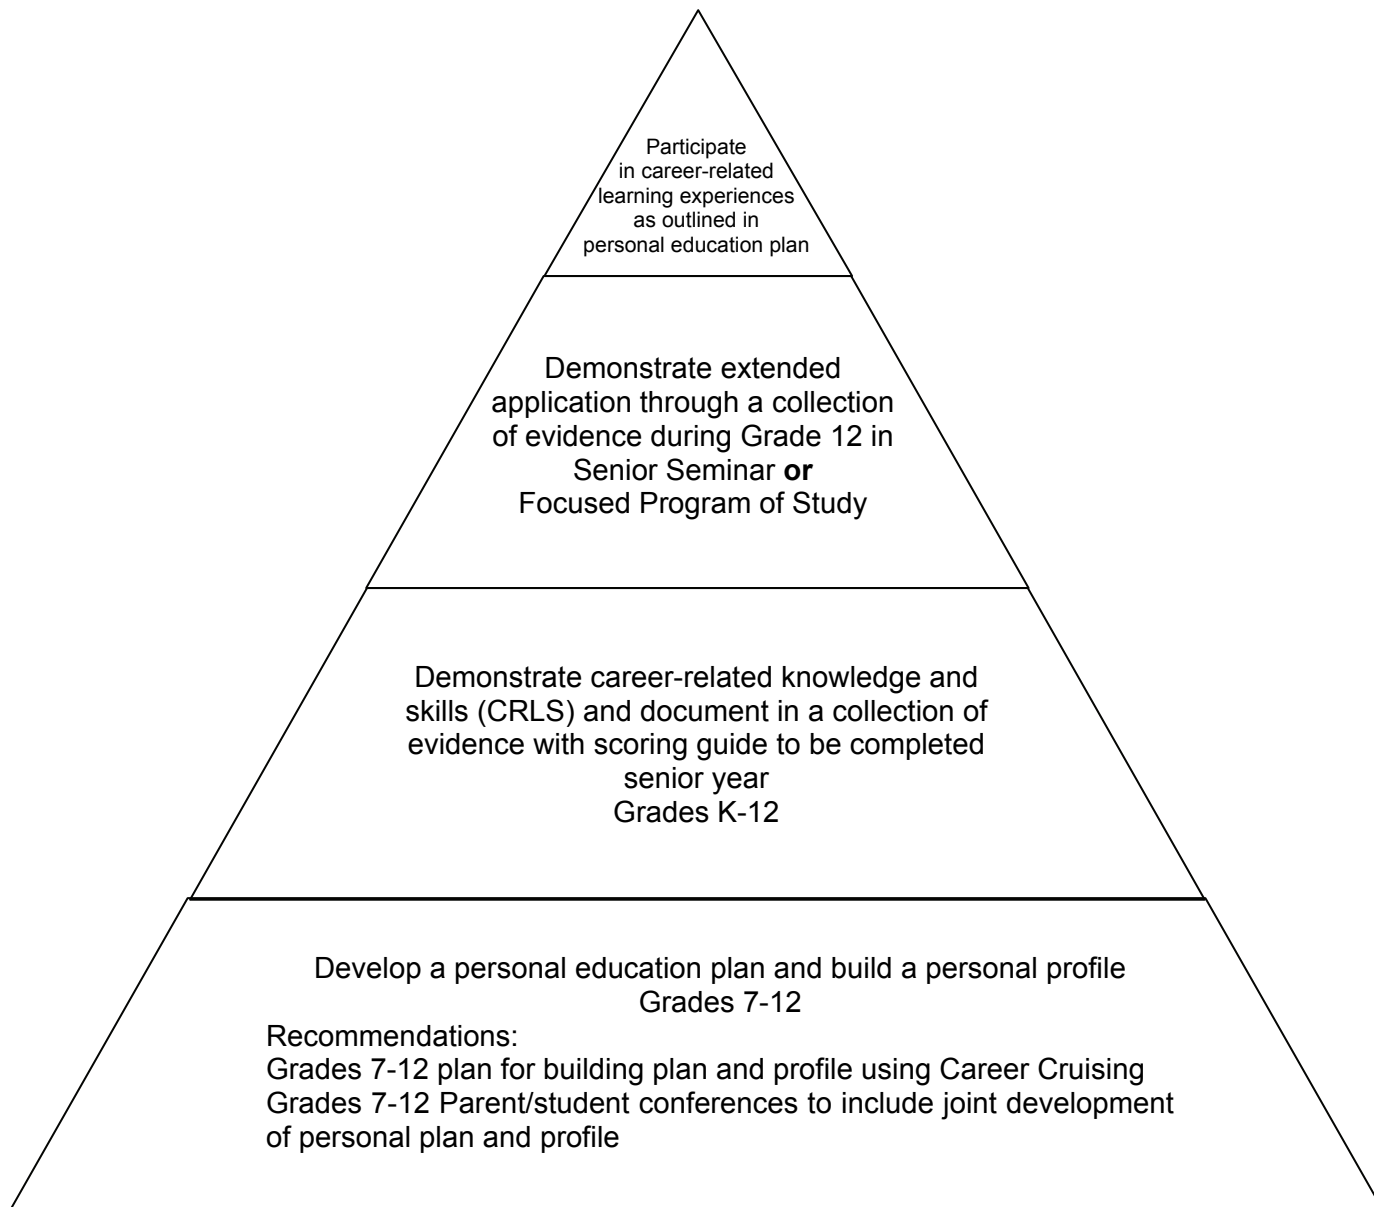 Participate
in career-related
learning experiences
as outlined in
personal education plan
Demonstrate extended
application through a collection
of evidence during Grade 12 in
Senior Seminar or
Focused Program of Study
Demonstrate career-related knowledge and
skills (CRLS) and document in a collection of
evidence with scoring guide to be completed
senior year
Grades K-12
Develop a personal education plan and build a personal profile
Grades 7-12
Recommendations:
Grades 7-12 plan for building plan and profile using Career Cruising
Grades 7-12 Parent/student conferences to include joint development
of personal plan and profile